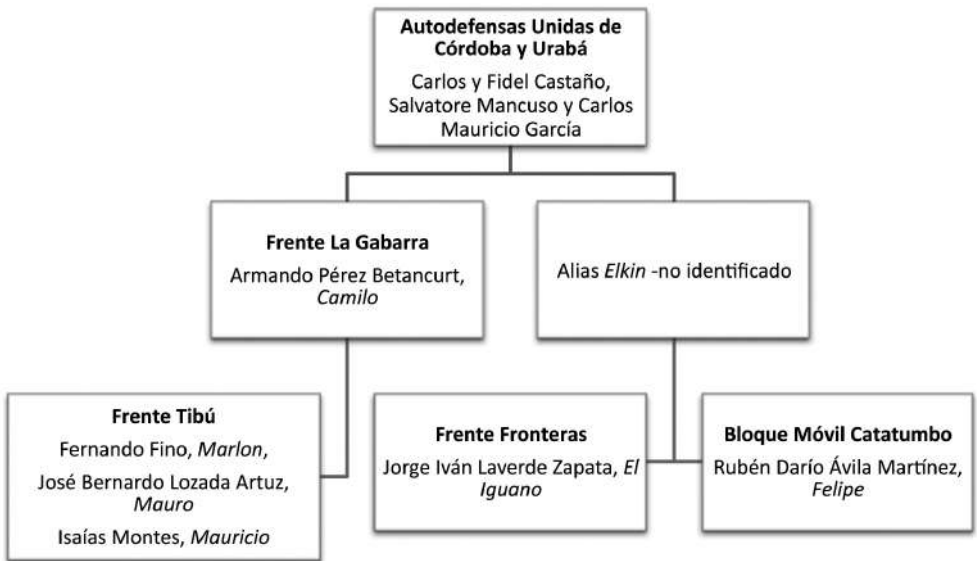 Autodefensas Unidas de
Córdoba y Urabá
Carlos y Fidel Castaño,
Salvatore Mancuso y Carlos
Mauricio García
Frente La Gabarra
Armando Pérez Betancurt,
Camilo
Alias Elkin -no identificado
Frente Tibú
Fernando Fino, Marlon,
José Bernardo Lozada Artuz,
Mauro
Isaías Montes, Mauricio
Frente Fronteras
Jorge Iván Laverde Zapata, El
Iguano
Bloque Móvil Catatumbo
Rubén Darío Ávila Martínez,
Felipe